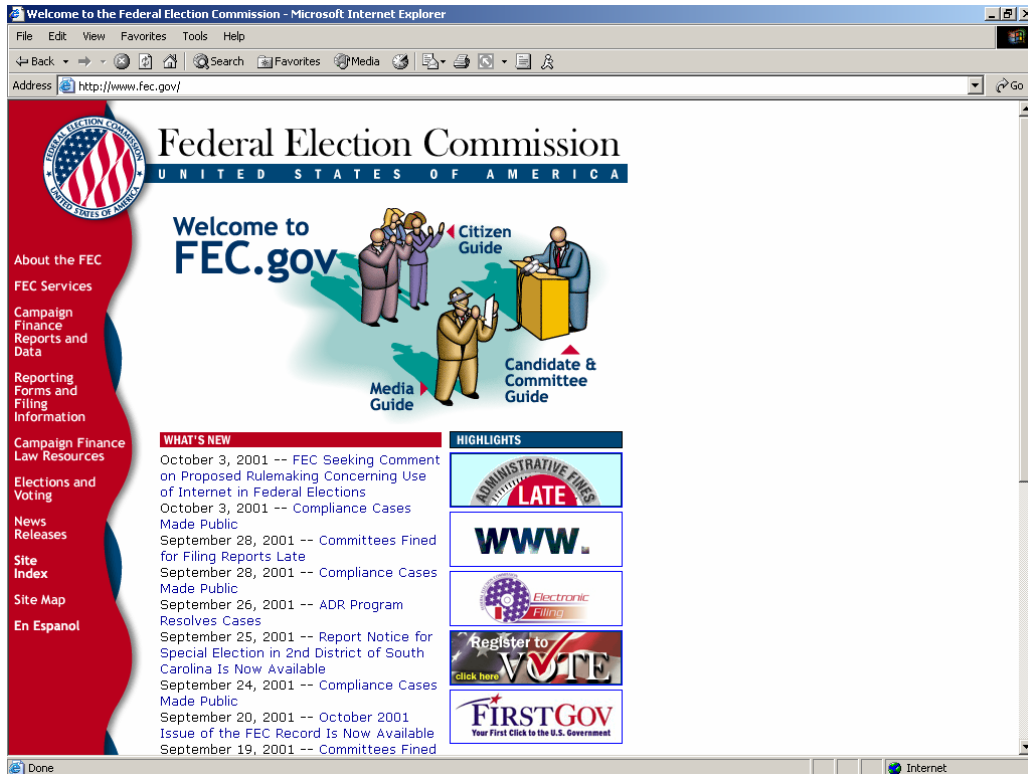 Welcome to the Federal Election Commission - Microsoft Internet Explorer
File Edit View Favorites Tools Help
Back Search Favorites Media
Address http://www.fec.gov/ Go
FEDERAL ELECTION COMMISSION
UNITED STATES OF AMERICA
Federal Election Commission
UNITED STATES OF AMERICA
Welcome to
FEC.gov
Citizen
Guide
Candidate &
Committee
Guide
Media
Guide
About the FEC
FEC Services
Campaign
Finance
Reports and
Data
Reporting
Forms and
Filing
Information
Campaign Finance
Law Resources
Elections and
Voting
News
Releases
Site
Index
Site Map
En Espanol
WHAT'S NEW
October 3, 2001 -- FEC Seeking Comment
on Proposed Rulemaking Concerning Use
of Internet in Federal Elections
October 3, 2001 -- Compliance Cases
Made Public
September 28, 2001 -- Committees Fined
for Filing Reports Late
September 28, 2001 -- Compliance Cases
Made Public
September 26, 2001 -- ADR Program
Resolves Cases
September 25, 2001 -- Report Notice for
Special Election in 2nd District of South
Carolina Is Now Available
September 24, 2001 -- Compliance Cases
Made Public
September 20, 2001 -- October 2001
Issue of the FEC Record Is Now Available
September 19, 2001 -- Committees Fined
HIGHLIGHTS
ADMINISTRATIVE FINES
LATE
WWW.
Electronic
Filing
Register to
VOTE
click here
FIRSTGOV
Your First Click to the U.S. Government
Done Internet